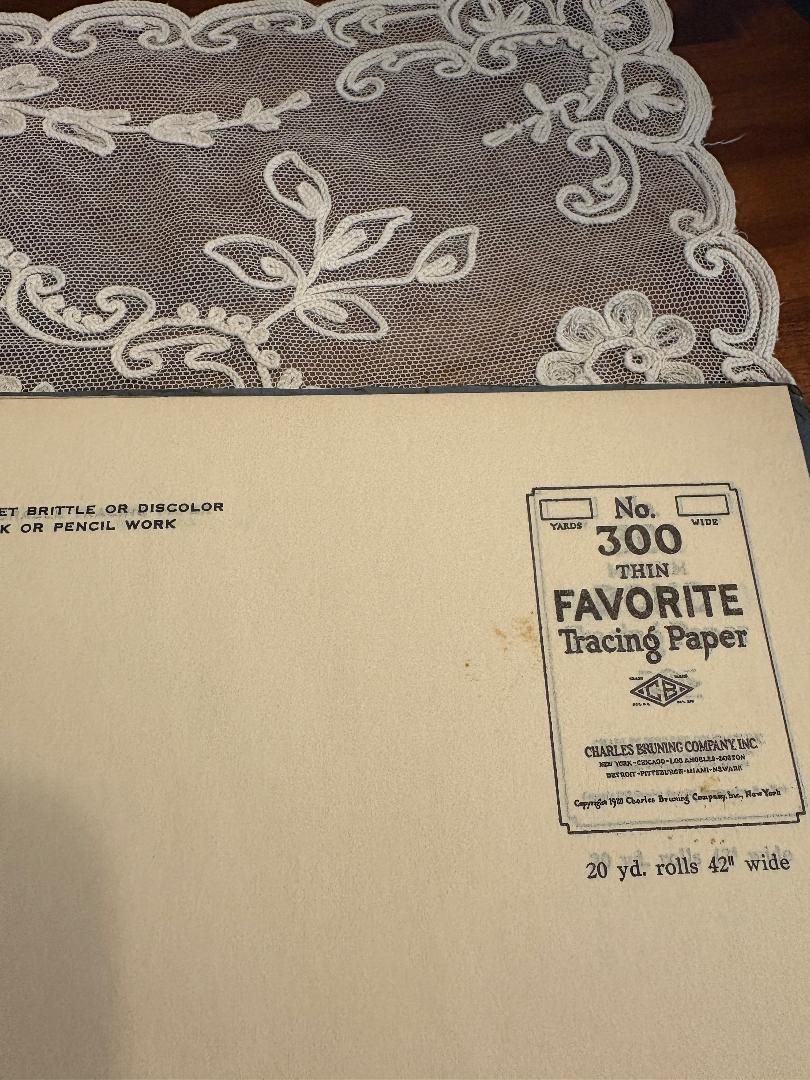 ET BRITTLE OR DISCOLOR
K OR PENCIL WORK
YARDS
No.
WIDE
300
THIN
FAVORITE
Tracing Paper
CB
CHARLES BRUNING COMPANY, INC.
NEW YORK-CHICAGO-LOS ANGELES-BOSTON
DETROIT-PITTSBURGH-MIAMI-NEWARK
Copyright Charles Bruning Company, Inc., New York
20 yd. rolls 42" wide